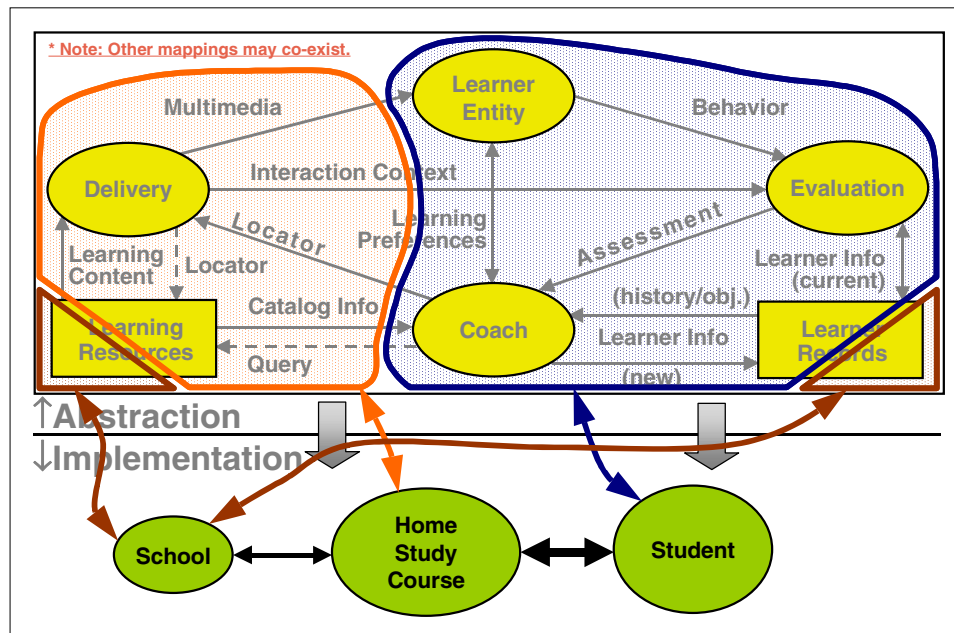 * Note: Other mappings may co-exist.
Learner
Entity
Multimedia
Behavior
Delivery
Interaction Context
Evaluation
Locator
Learning
Preferences
Assessment
Learning
Content
Locator
Learner Info
(current)
Catalog Info
(history/obj.)
Learning
Resources
Coach
Learner Info
Learner
Records
Query
(new)
↑Abstraction
↓Implementation
School
Home
Study
Course
Student